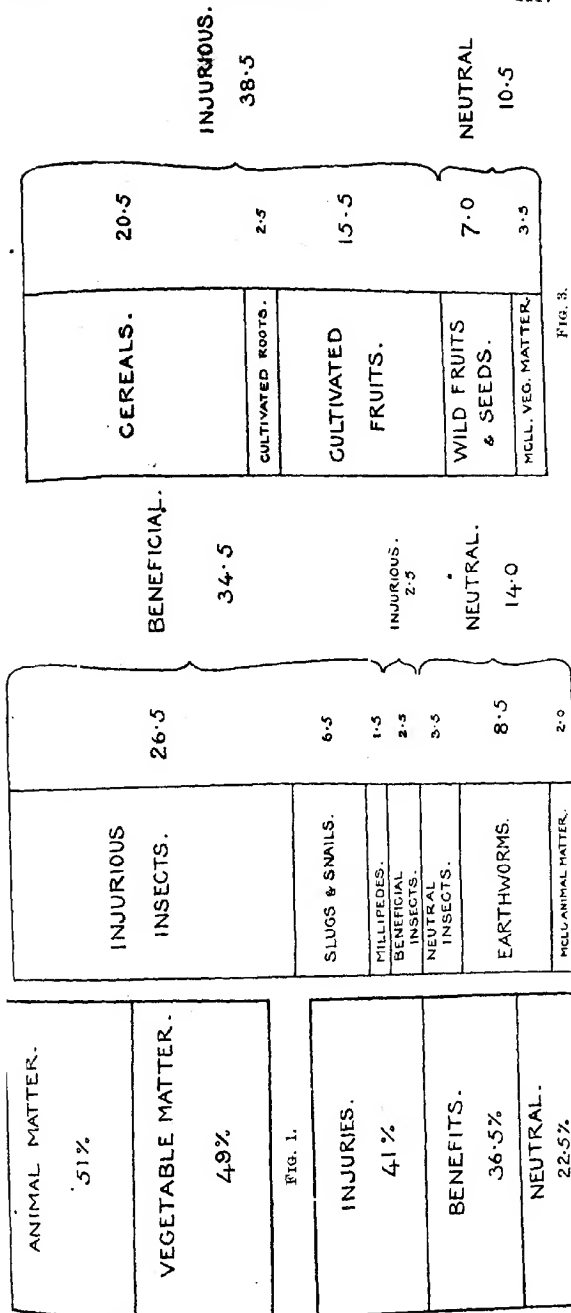 ANIMAL MATTER.
51%
VEGETABLE MATTER.
49%
FIG. 1.
INJURIES.
41%
BENEFITS.
36·5%
NEUTRAL.
22·5%
INJURIOUS
INSECTS.
26·5
SLUGS & SNAILS.
6·5
MILLIPEDES.
1·5
BENEFICIAL
INSECTS.
2·5
NEUTRAL
INSECTS.
3·5
EARTHWORMS.
8·5
MCLL. ANIMAL MATTER.
2·0
BENEFICIAL.
34·5
INJURIOUS.
2·5
NEUTRAL.
14·0
CEREALS.
20·5
CULTIVATED ROOTS.
2·5
CULTIVATED
FRUITS.
15·5
WILD FRUITS
& SEEDS.
7·0
MCLL. VEG. MATTER.
3·5
INJURIOUS.
38·5
NEUTRAL
10·5
FIG. 3.